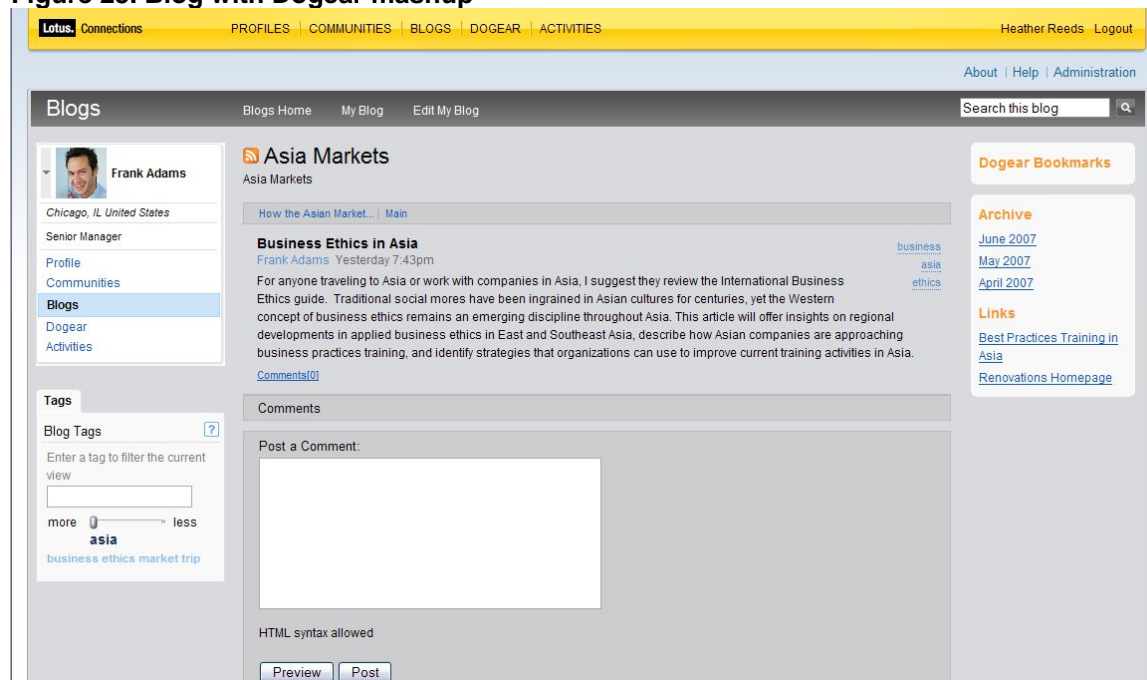 Figure 23. Blog with Dogear mashup
Lotus. Connections PROFILES | COMMUNITIES | BLOGS | DOGEAR | ACTIVITIES Heather Reeds Logout
About | Help | Administration
Blogs Blogs Home My Blog Edit My Blog Search this blog
Frank Adams
Chicago, IL United States
Senior Manager
Profile
Communities
Blogs
Dogear
Activities
Tags
Blog Tags ?
Enter a tag to filter the current
view
more less
asia
business ethics market trip
Asia Markets
Asia Markets
How the Asian Market... | Main
Business Ethics in Asia
Frank Adams Yesterday 7:43pm
business
asia
ethics
For anyone traveling to Asia or work with companies in Asia, I suggest they review the International Business
Ethics guide. Traditional social mores have been ingrained in Asian cultures for centuries, yet the Western
concept of business ethics remains an emerging discipline throughout Asia. This article will offer insights on regional
developments in applied business ethics in East and Southeast Asia, describe how Asian companies are approaching
business practices training, and identify strategies that organizations can use to improve current training activities in Asia.
Comments[0]
Comments
Post a Comment:
HTML syntax allowed
Preview Post
Dogear Bookmarks
Archive
June 2007
May 2007
April 2007
Links
Best Practices Training in
Asia
Renovations Homepage